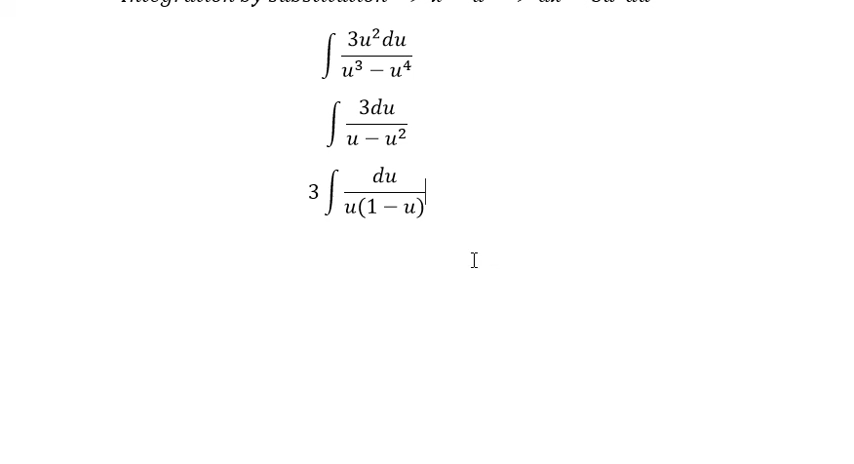 ∫ 3u²du / (u³ − u⁴)
∫ 3du / (u − u²)
3 ∫ du / (u(1 − u))